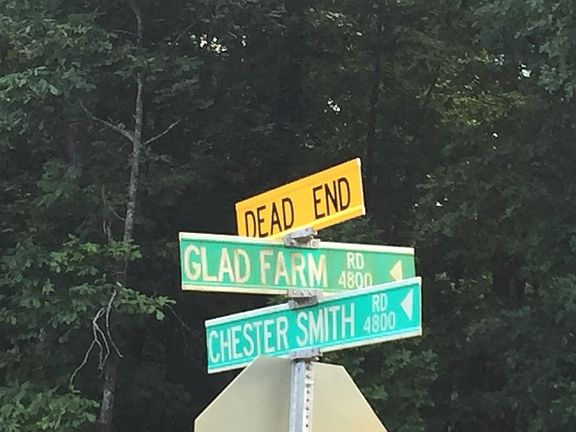 DEAD END
GLAD FARM RD
4800
CHESTER SMITH RD
4800